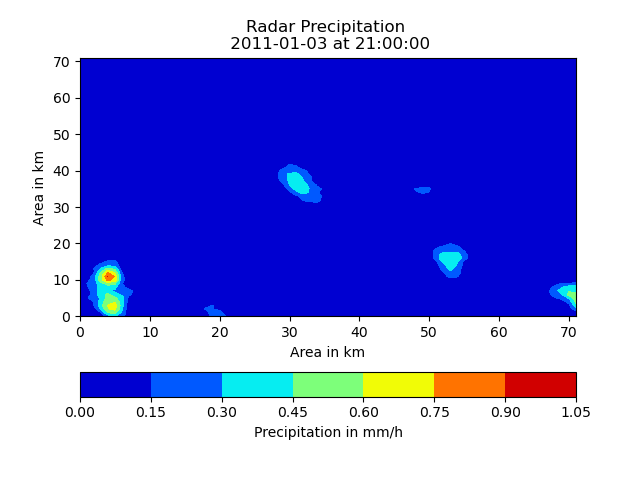 Radar Precipitation
2011-01-03 at 21:00:00
70
60
50
40
30
20
10
0
Area in km
0 10 20 30 40 50 60 70
Area in km
0.00 0.15 0.30 0.45 0.60 0.75 0.90 1.05
Precipitation in mm/h